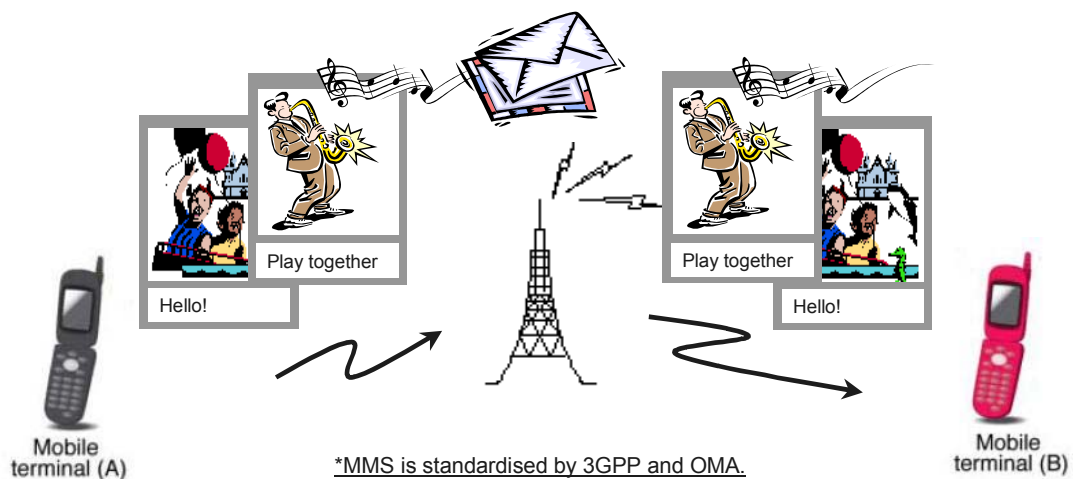 Play together
Hello!
Play together
Hello!
Mobile
terminal (A)
Mobile
terminal (B)
*MMS is standardised by 3GPP and OMA.